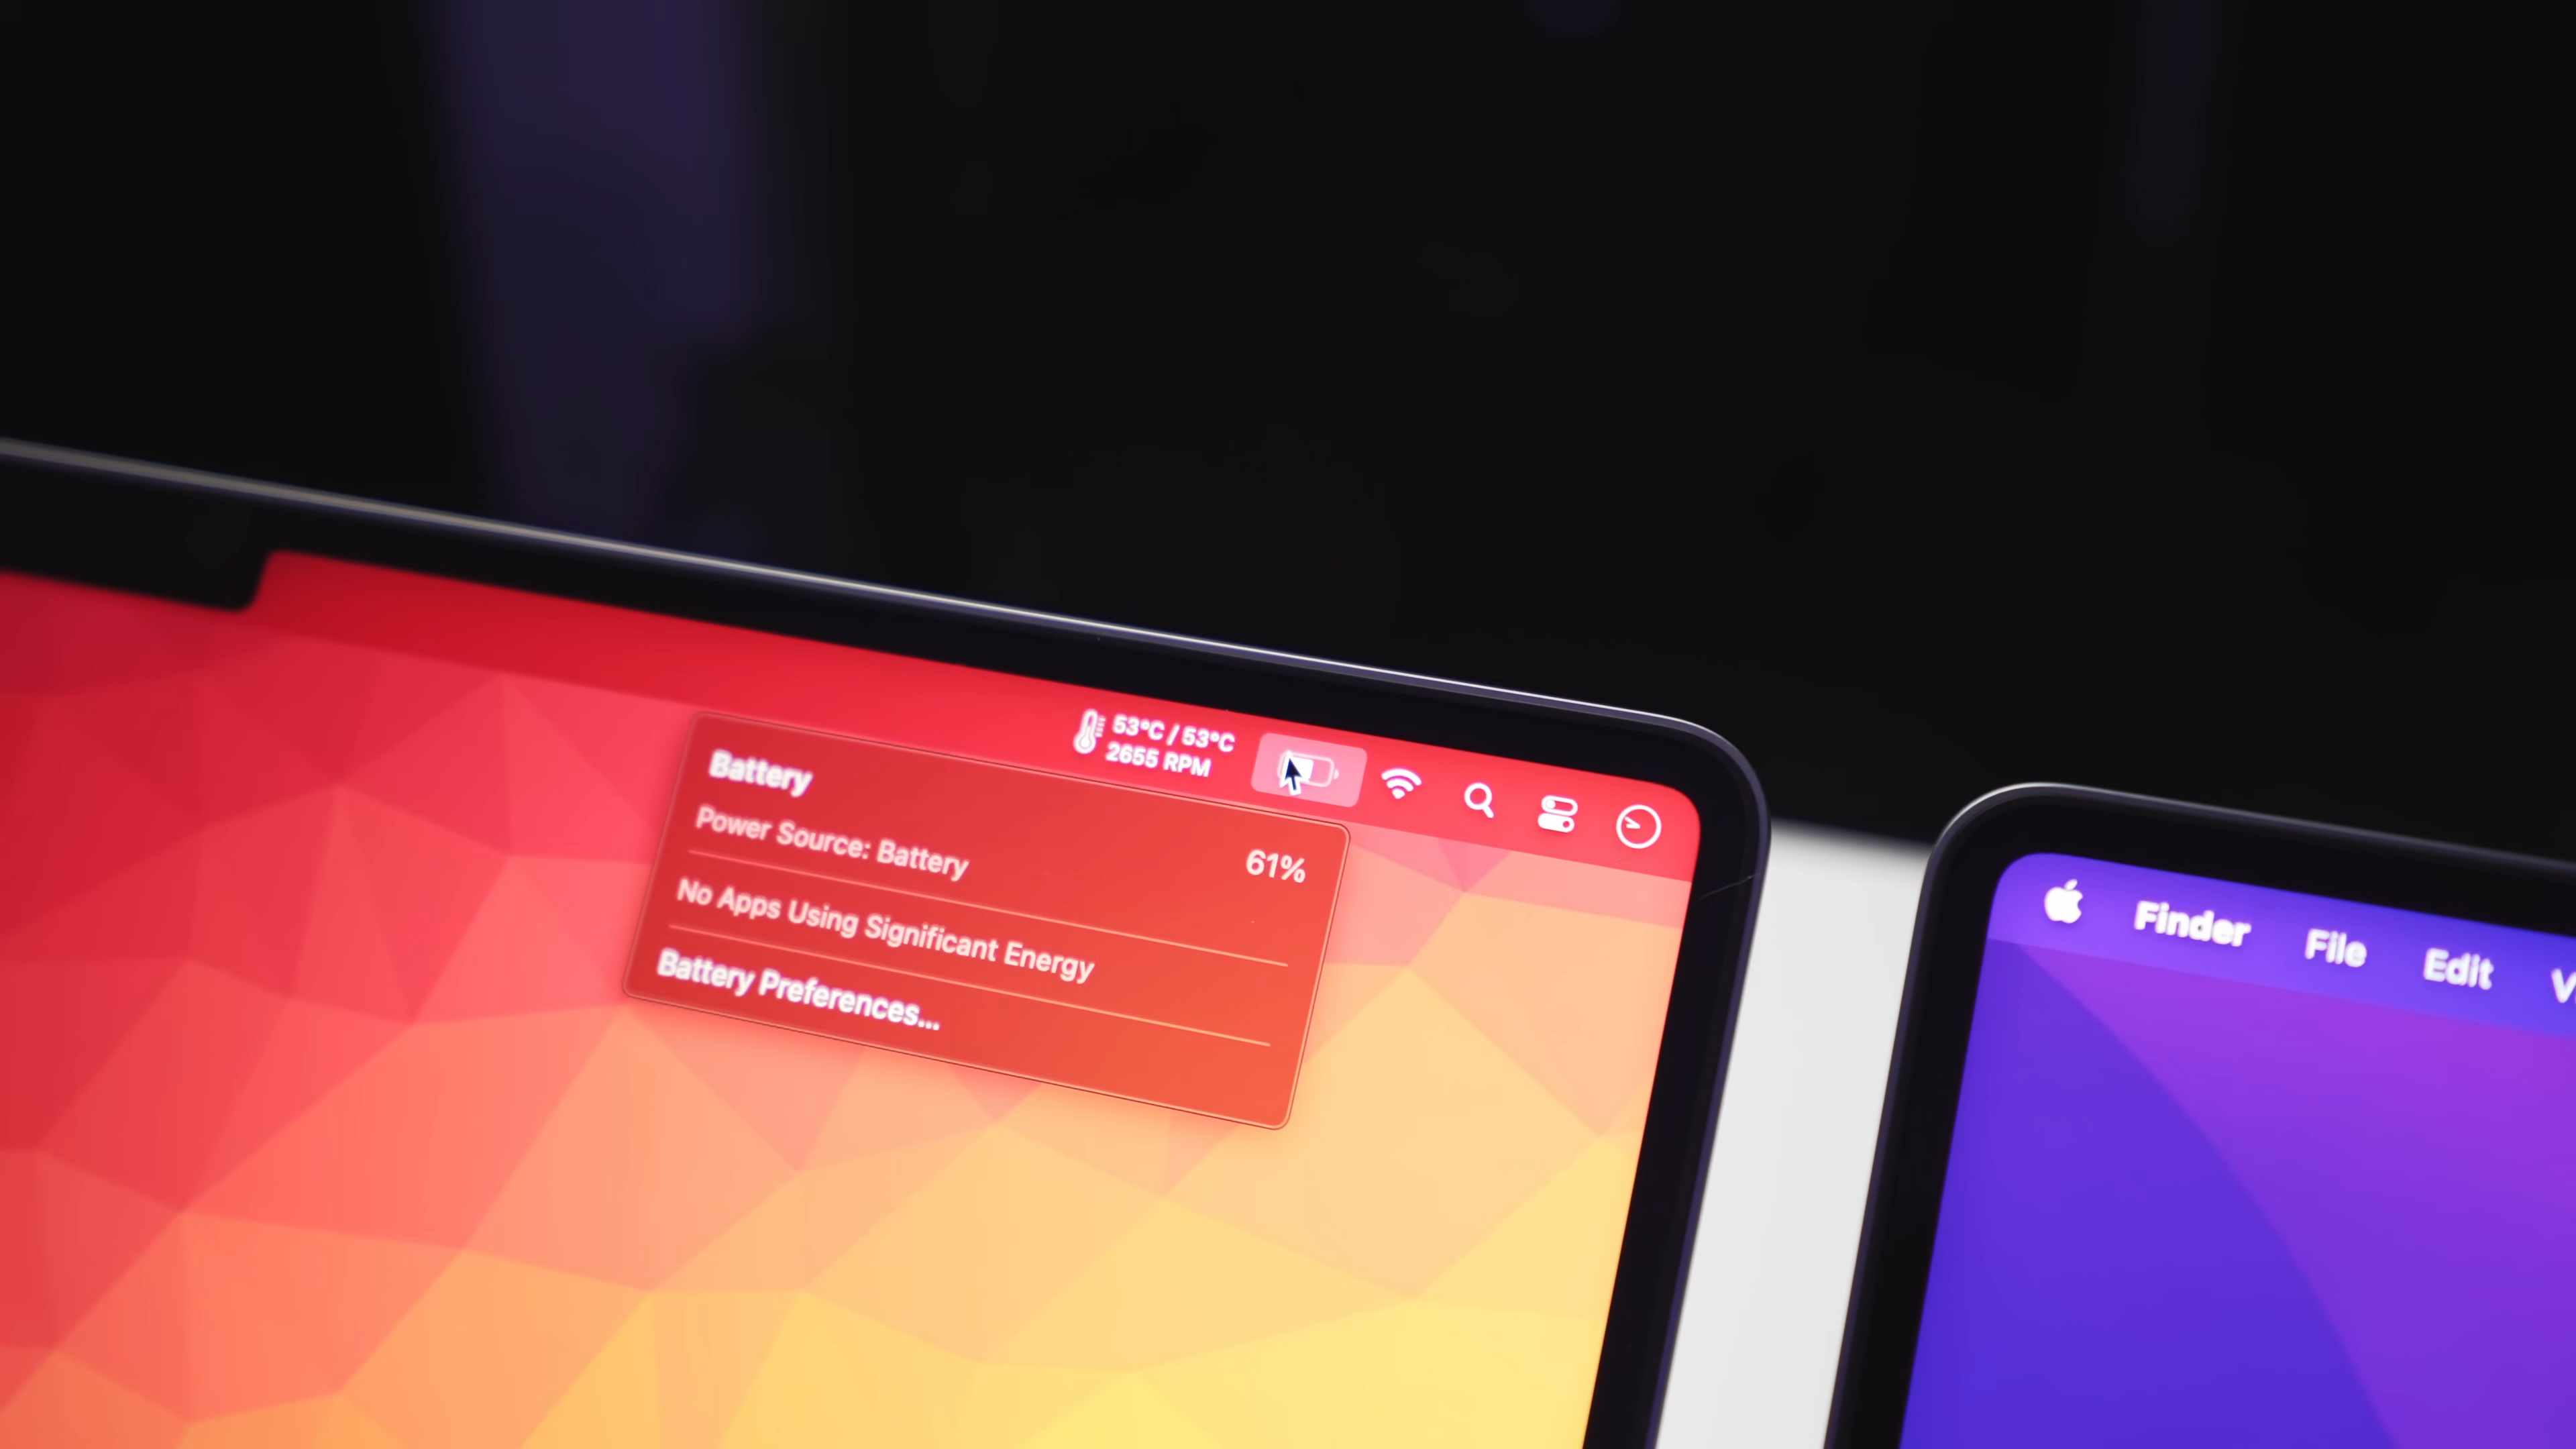 53°C / 53°C
2655 RPM
Battery
61%
Power Source: Battery
No Apps Using Significant Energy
Battery Preferences...
Finder File Edit